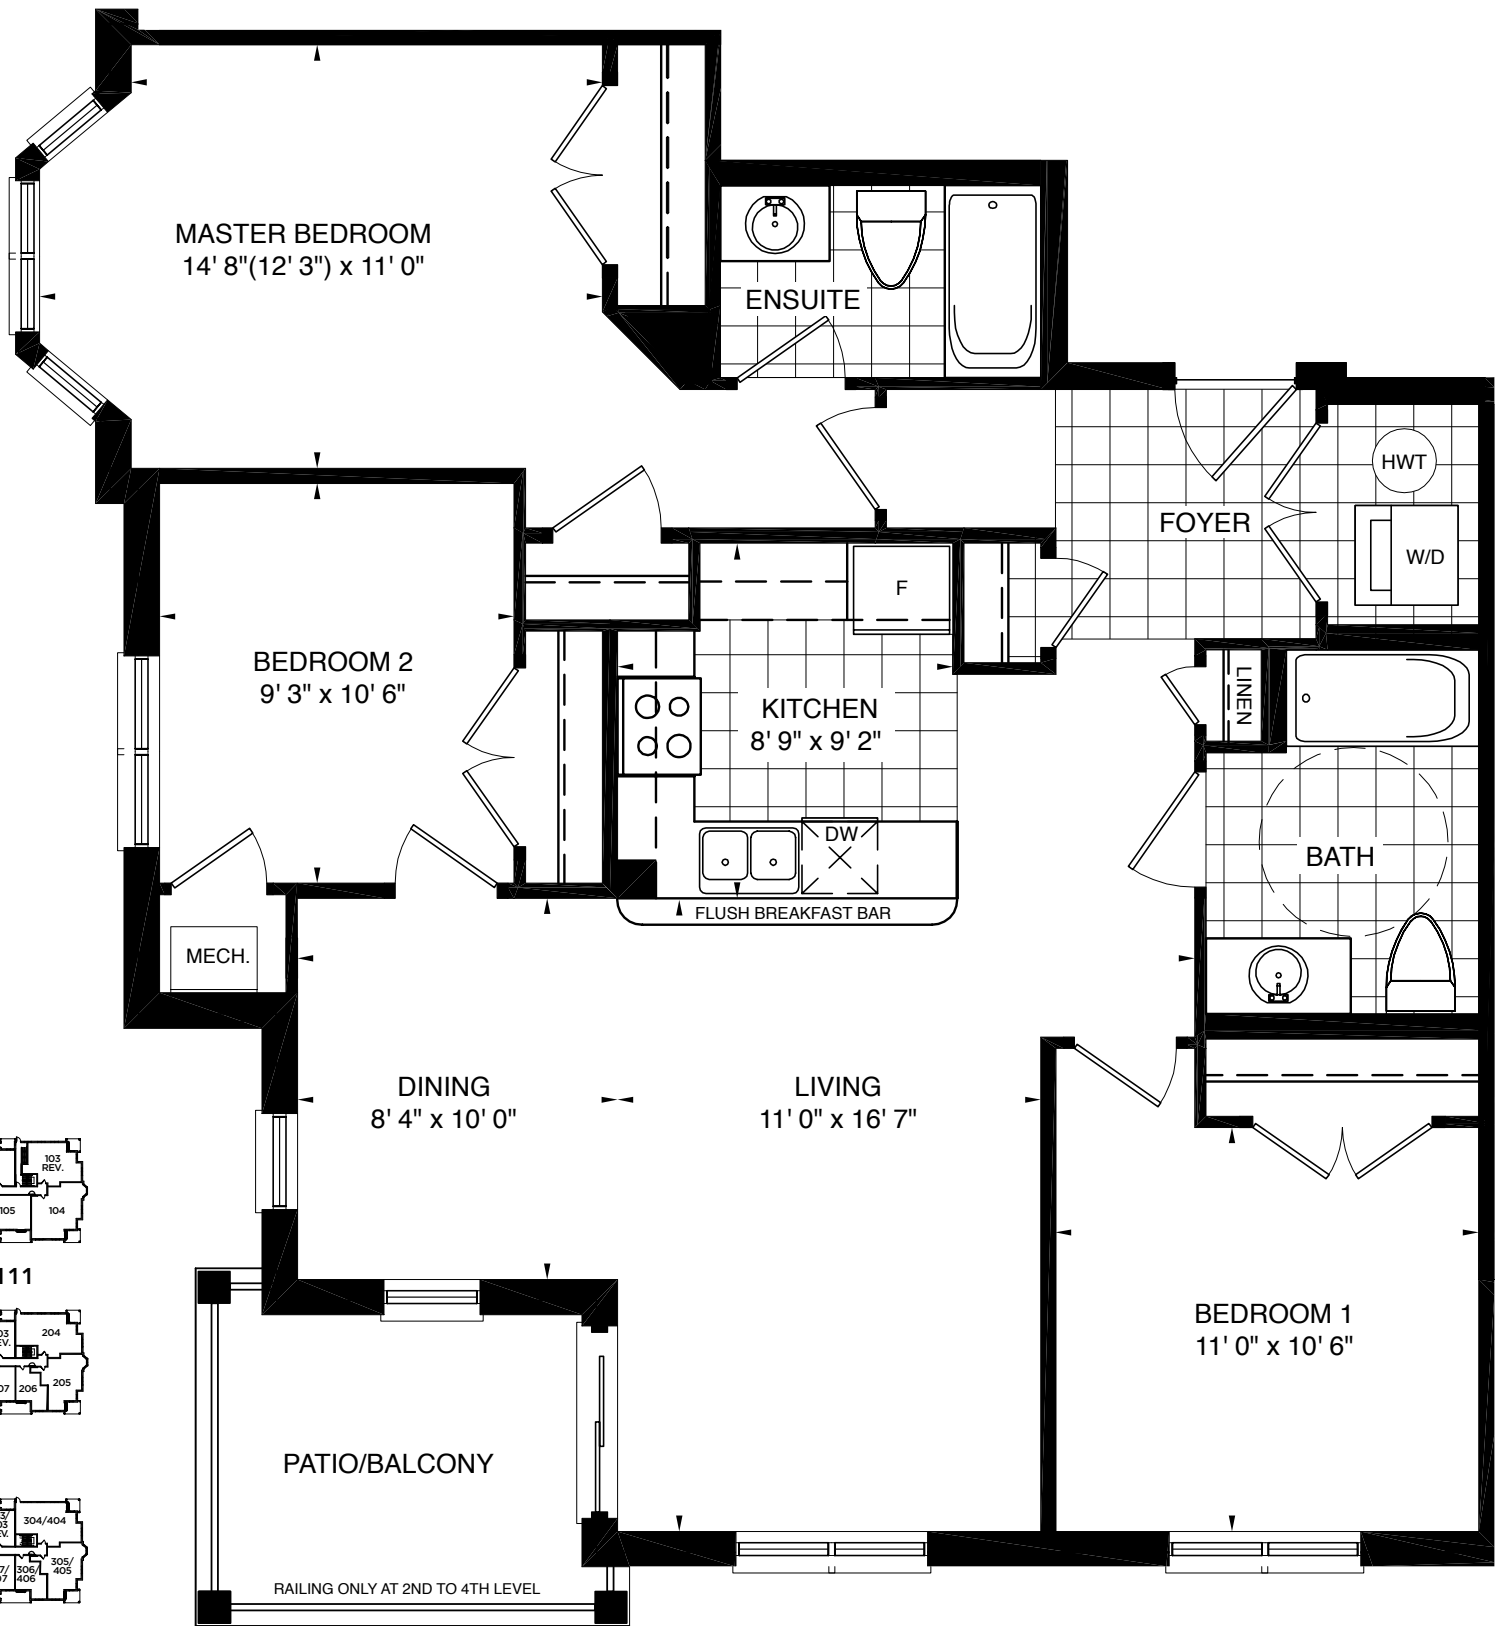 MASTER BEDROOM
14' 8"(12' 3") x 11' 0"
ENSUITE
HWT
FOYER
W/D
F
BEDROOM 2
9' 3" x 10' 6"
KITCHEN
8' 9" x 9' 2"
LINEN
DW
BATH
FLUSH BREAKFAST BAR
MECH.
DINING
8' 4" x 10' 0"
LIVING
11' 0" x 16' 7"
BEDROOM 1
11' 0" x 10' 6"
PATIO/BALCONY
RAILING ONLY AT 2ND TO 4TH LEVEL
103
REV.
105
104
111
204
206
205
304/404
306/
406
305/
405